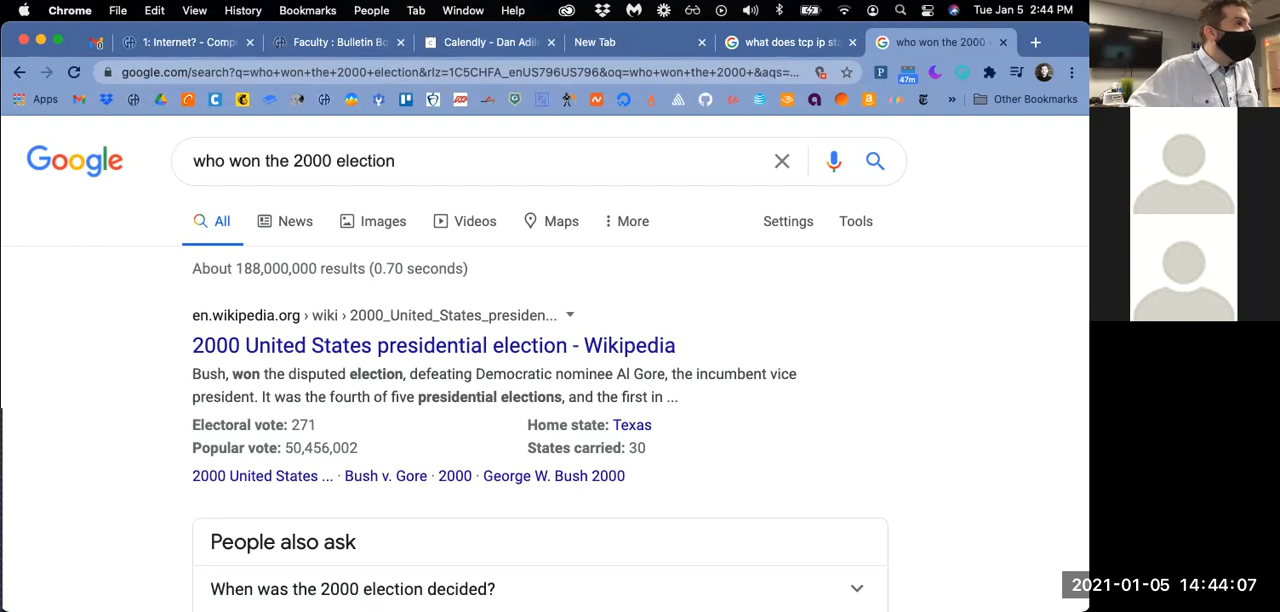 Chrome File Edit View History Bookmarks People Tab Window Help Tue Jan 5 2:44 PM
1: Internet? - Comp Faculty : Bulletin Bo Calendly - Dan Adil New Tab what does tcp ip sta who won the 2000
google.com/search?q=who+won+the+2000+election&rlz=1C5CHFA_enUS796US796&oq=who+won+the+2000+&aqs=... 47m
Apps Other Bookmarks
Google who won the 2000 election
All News Images Videos Maps More Settings Tools
About 188,000,000 results (0.70 seconds)
en.wikipedia.org › wiki › 2000_United_States_presiden...
2000 United States presidential election - Wikipedia
Bush, won the disputed election, defeating Democratic nominee Al Gore, the incumbent vice
president. It was the fourth of five presidential elections, and the first in ...
Electoral vote: 271 Home state: Texas
Popular vote: 50,456,002 States carried: 30
2000 United States ... · Bush v. Gore · 2000 · George W. Bush 2000
People also ask
When was the 2000 election decided?
2021-01-05 14:44:07